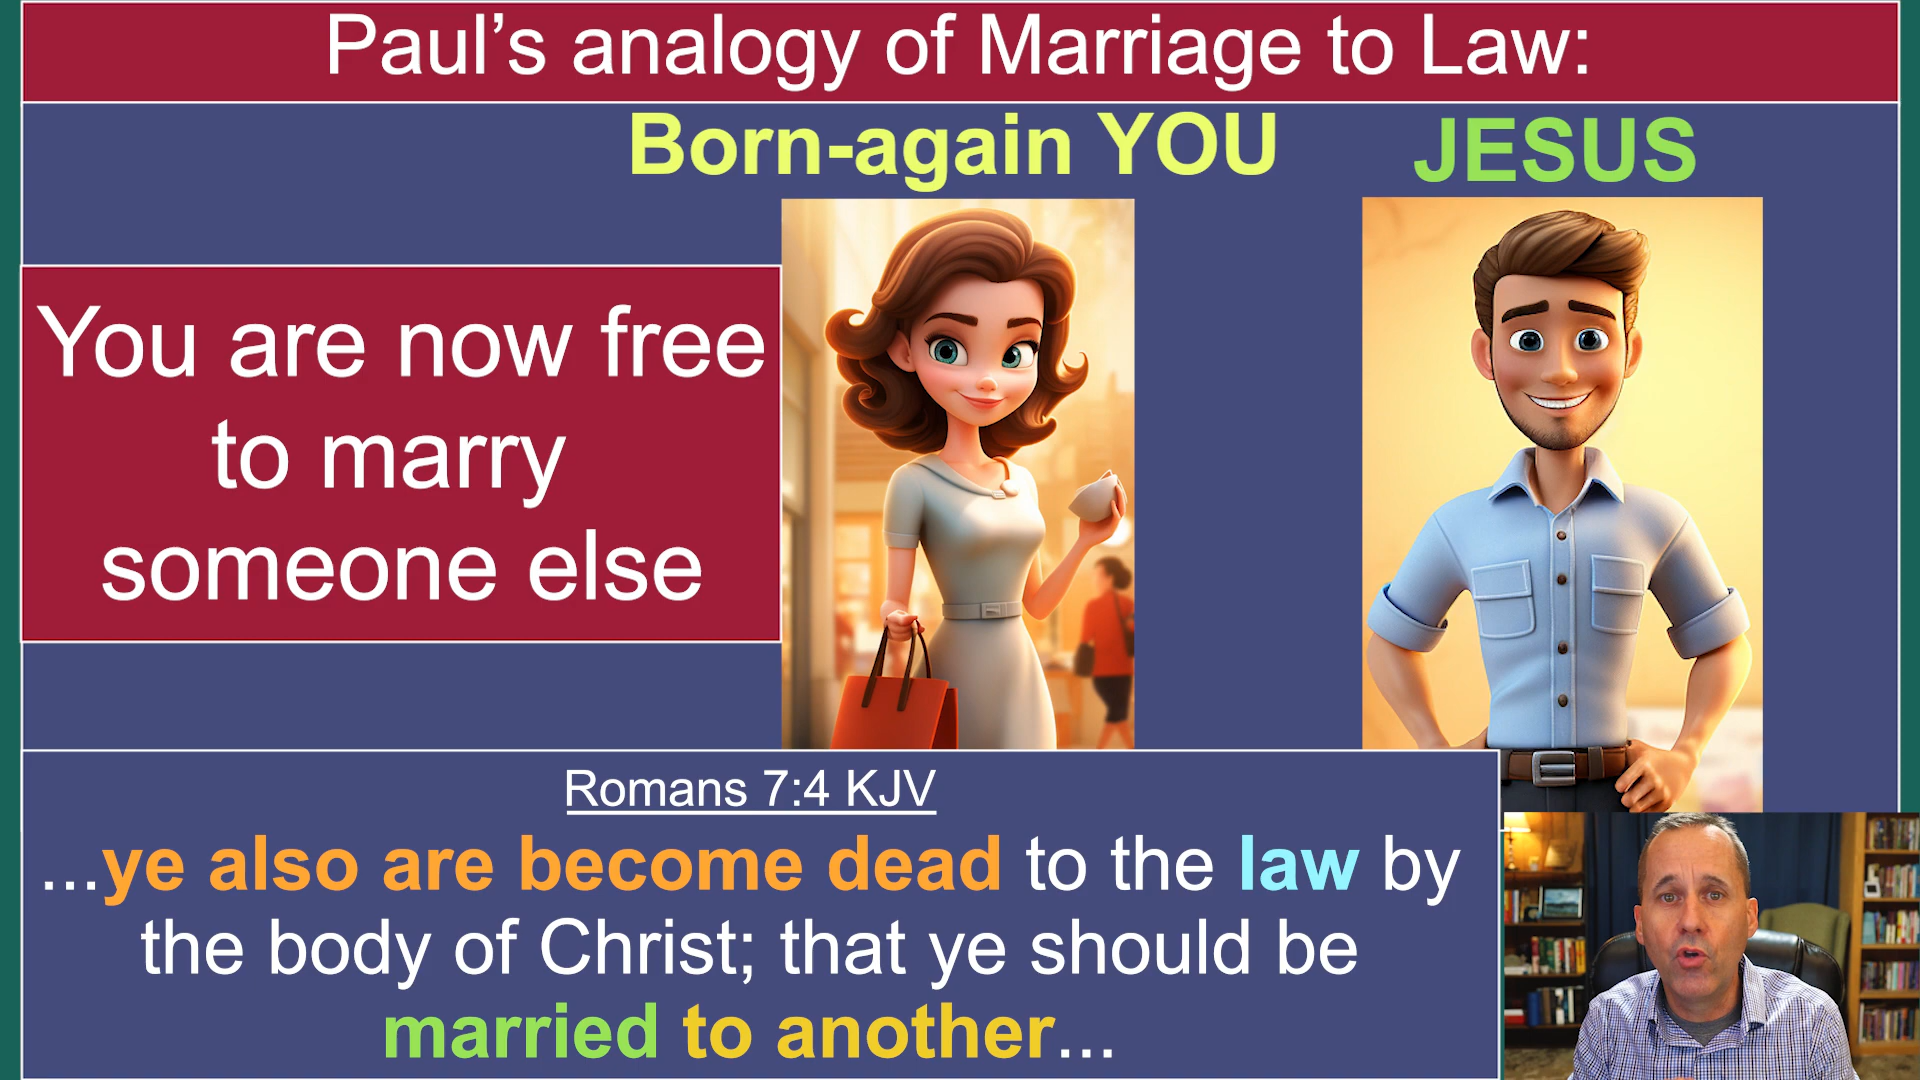 Paul’s analogy of Marriage to Law:
Born-again YOU
JESUS
You are now free
to marry
someone else
Romans 7:4 KJV
...ye also are become dead to the law by
the body of Christ; that ye should be
married to another...